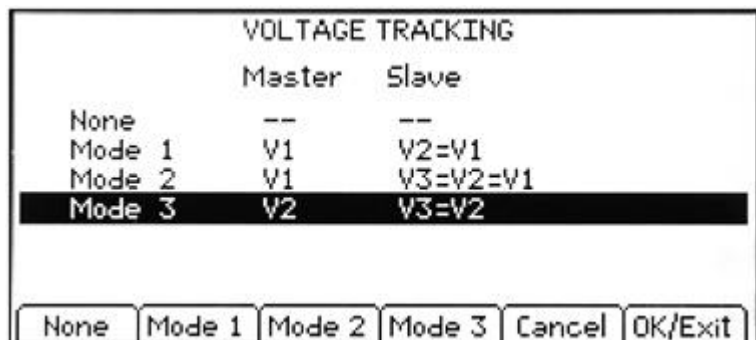 VOLTAGE TRACKING
Master Slave
None -- --
Mode 1 V1 V2=V1
Mode 2 V1 V3=V2=V1
Mode 3 V2 V3=V2
None Mode 1 Mode 2 Mode 3 Cancel OK/Exit